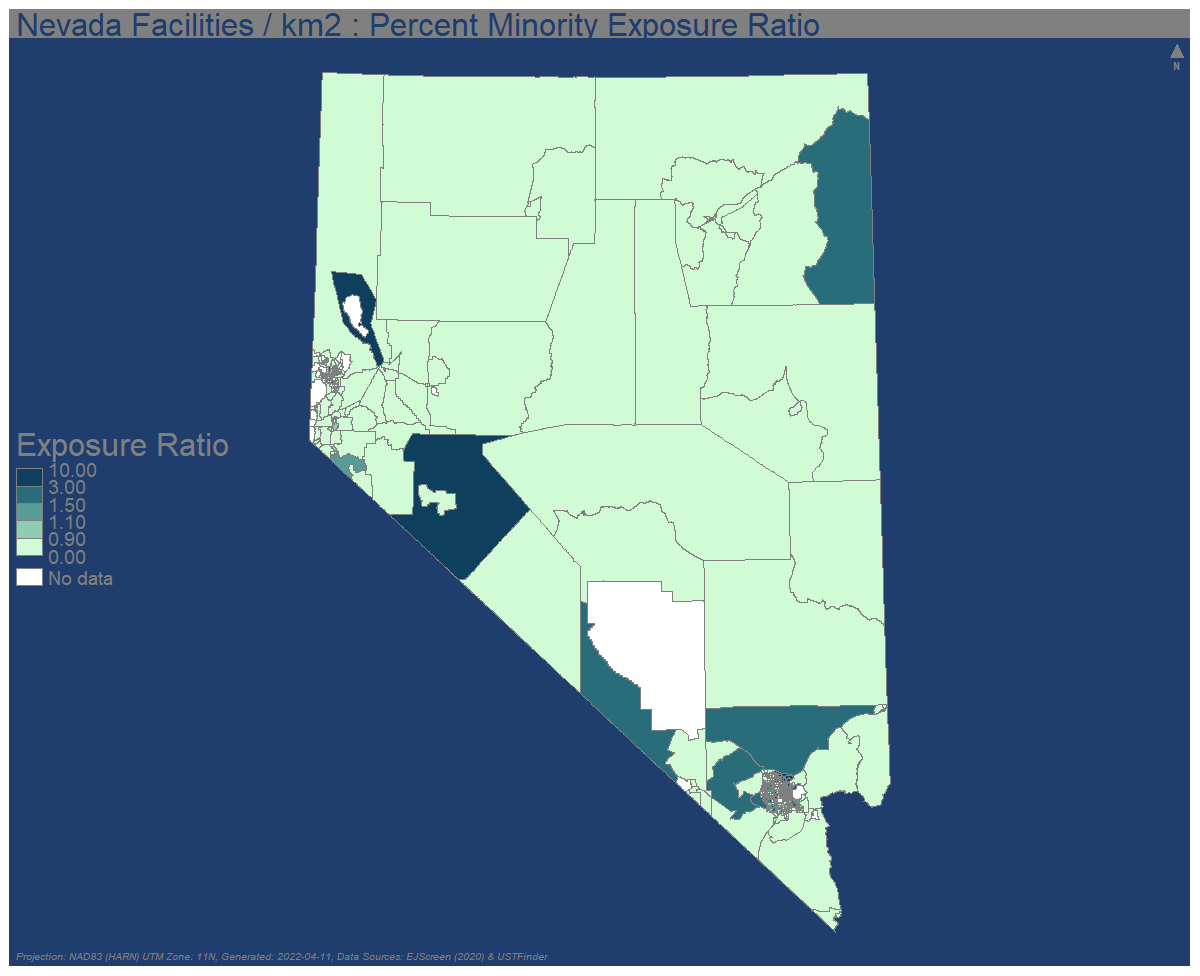 Nevada Facilities / km2 : Percent Minority Exposure Ratio
N
Exposure Ratio
10.00
3.00
1.50
1.10
0.90
0.00
No data
Projection: NAD83 (HARN) UTM Zone: 11N, Generated: 2022-04-11, Data Sources: EJScreen (2020) & USTFinder